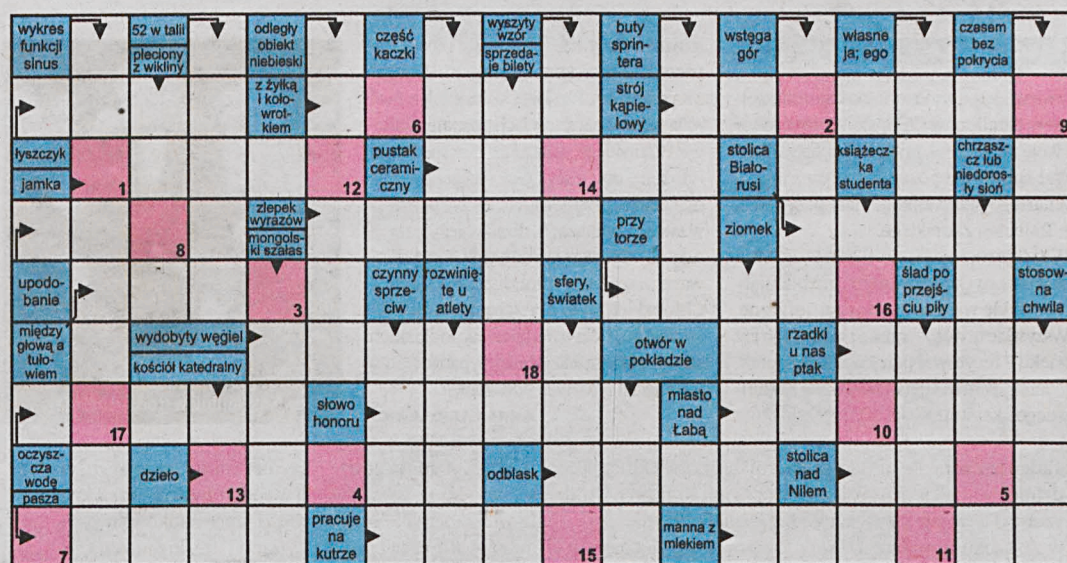 wykres
funkcji
sinus
52 w talii
pleciony
z wikliny
odległy
obiekt
niebieski
część
kaczki
wyszyty
wzór
sprzeda-
je bilety
buty
sprin-
tera
wstęga
gór
własne
ja; ego
czasem
bez
pokrycia
z żyłką
i koło-
wrot-
kiem
6
strój
kąpie-
lowy
2
9
łyszczyk
jamka
1
12
pustak
cerami-
czny
14
stolica
Biało-
rusi
książecz-
ka
studenta
chrząsz-
cz lub
niedoros-
ły słoń
8
zlepek
wyrazów
mongols-
ki szałas
przy
torze
ziomek
upodo-
banie
3
czynny
sprze-
ciw
rozwinię-
te u
atlety
sfery,
światek
16
ślad po
przejś-
ciu piły
stosow-
na
chwila
między
głową a
tuło-
wiem
wydobyty węgiel
kościół katedralny
18
otwór w
pokładzie
rzadki
u nas
ptak
17
słowo
honoru
miasto
nad
Łabą
10
oczysz-
cza
wodę
pasza
dzieło
13
4
odblask
stolica
nad
Nilem
5
7
pracuje
na
kutrze
15
manna z
mlekiem
11